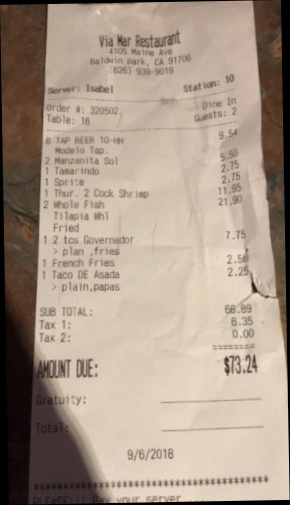 Via Mar Restaurant
4105 Maine Ave
Baldwin park, CA 91706
(626) 939-9019
Server: Isabel Station: 10
Order #: 320502 Dine In
Table: 16 Guests: 2
6 TAP BEER 10-HH 9.54
Modelo Tap.
2 Manzanita Sol 5.50
1 Tamarindo 2.75
1 Sprite 2.75
1 Thur. 2 Cock Shrimp 11.95
2 Whole Fish 21.90
Tilapia Whl
Fried
1 2 tcs Governador 7.75
> plan ,fries
1 French Fries 2.50
1 Taco DE Asada 2.25
> plain,papas
SUB TOTAL: 66.89
Tax 1: 6.35
Tax 2: 0.00
========
AMOUNT DUE: $73.24
Gratuity:
Total:
9/6/2018
PLEASE!!! Pay your server...